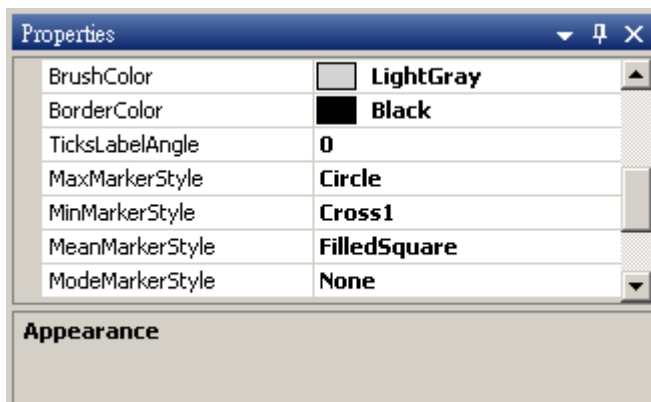 Properties
BrushColor LightGray
BorderColor Black
TicksLabelAngle 0
MaxMarkerStyle Circle
MinMarkerStyle Cross1
MeanMarkerStyle FilledSquare
ModeMarkerStyle None
Appearance